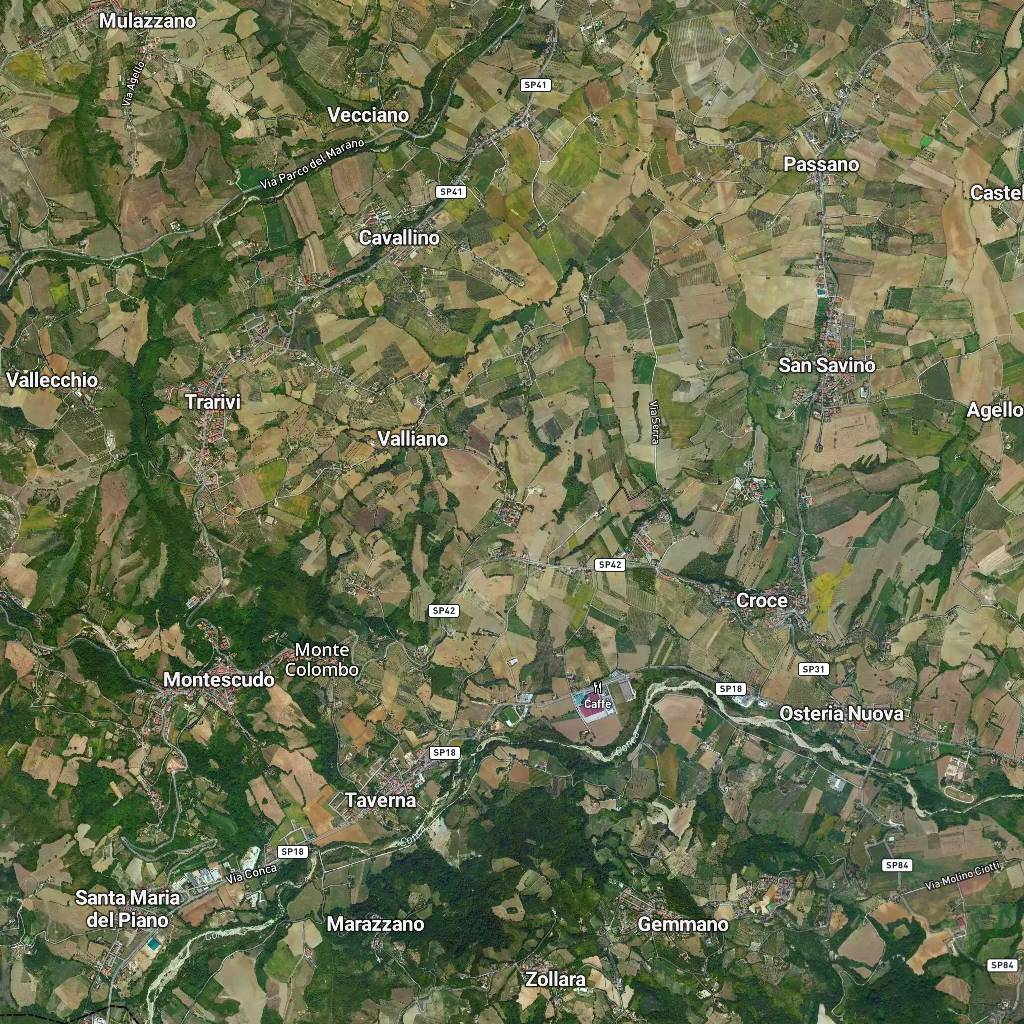 Mulazzano
Via Agello
SP41
Vecciano
Via Parco del Marano
Passano
SP41
Castel
Cavallino
San Savino
Vallecchio
Trarivi
Agello
Via Serra
Valliano
SP42
Croce
SP42
Monte
Colombo
SP31
Montescudo
SP18
Caffe
Osteria Nuova
Conca
SP18
Taverna
SP18
SP84
Via Conca
Via Molino Ciotti
Santa Maria
del Piano
Marazzano
Gemmano
SP84
Zollara